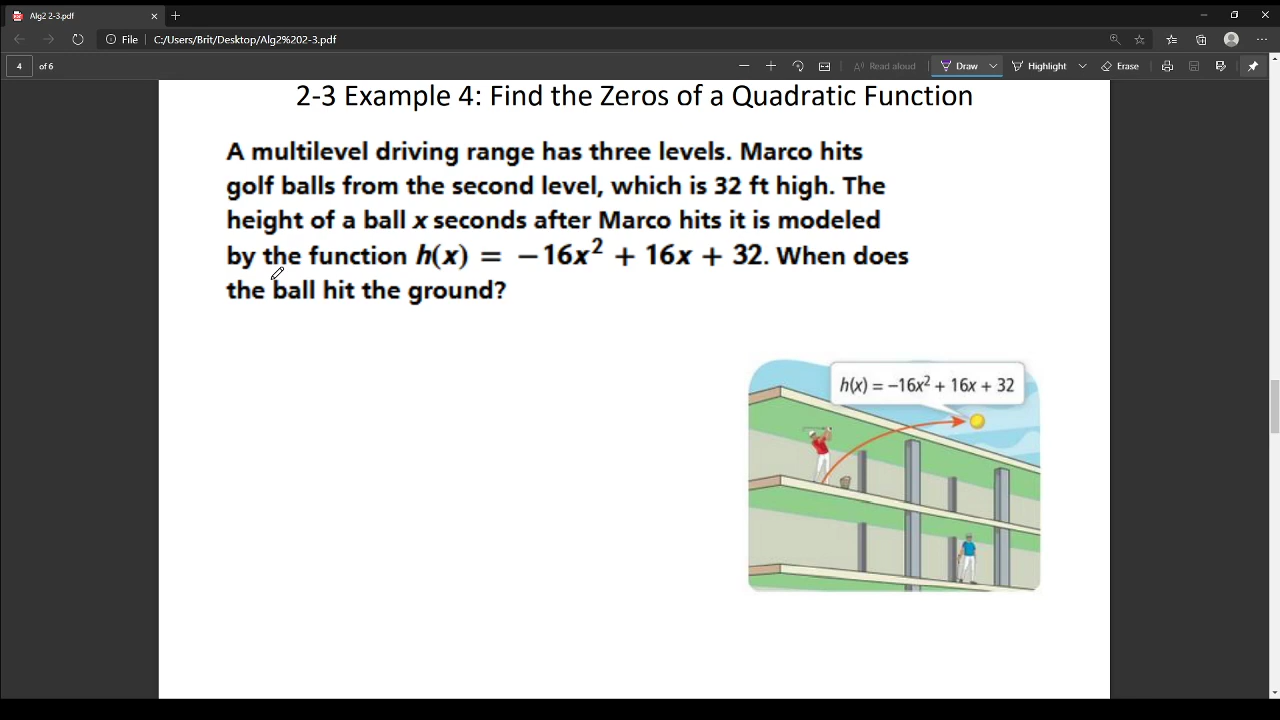 Alg2 2-3.pdf
File C:/Users/Brit/Desktop/Alg2%202-3.pdf
4 of 6 Read aloud Draw Highlight Erase
2-3 Example 4: Find the Zeros of a Quadratic Function
A multilevel driving range has three levels. Marco hits
golf balls from the second level, which is 32 ft high. The
height of a ball x seconds after Marco hits it is modeled
by the function h(x) = −16x² + 16x + 32. When does
the ball hit the ground?
h(x) = −16x² + 16x + 32